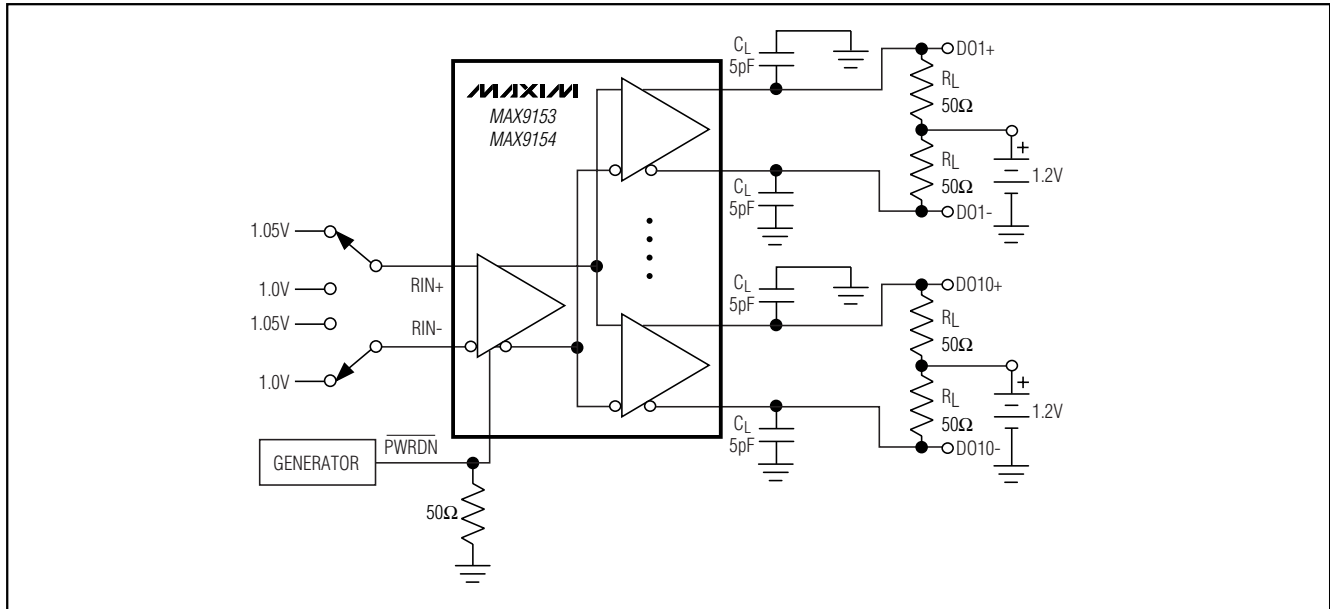 CL
5pF
DO1+
MAXIM
MAX9153
MAX9154
RL
50Ω
+
1.2V
RL
50Ω
CL
5pF
DO1-
1.05V
1.0V
RIN+
1.05V
RIN-
1.0V
CL
5pF
DO10+
RL
50Ω
+
1.2V
RL
50Ω
CL
5pF
DO10-
GENERATOR
PWRDN
50Ω